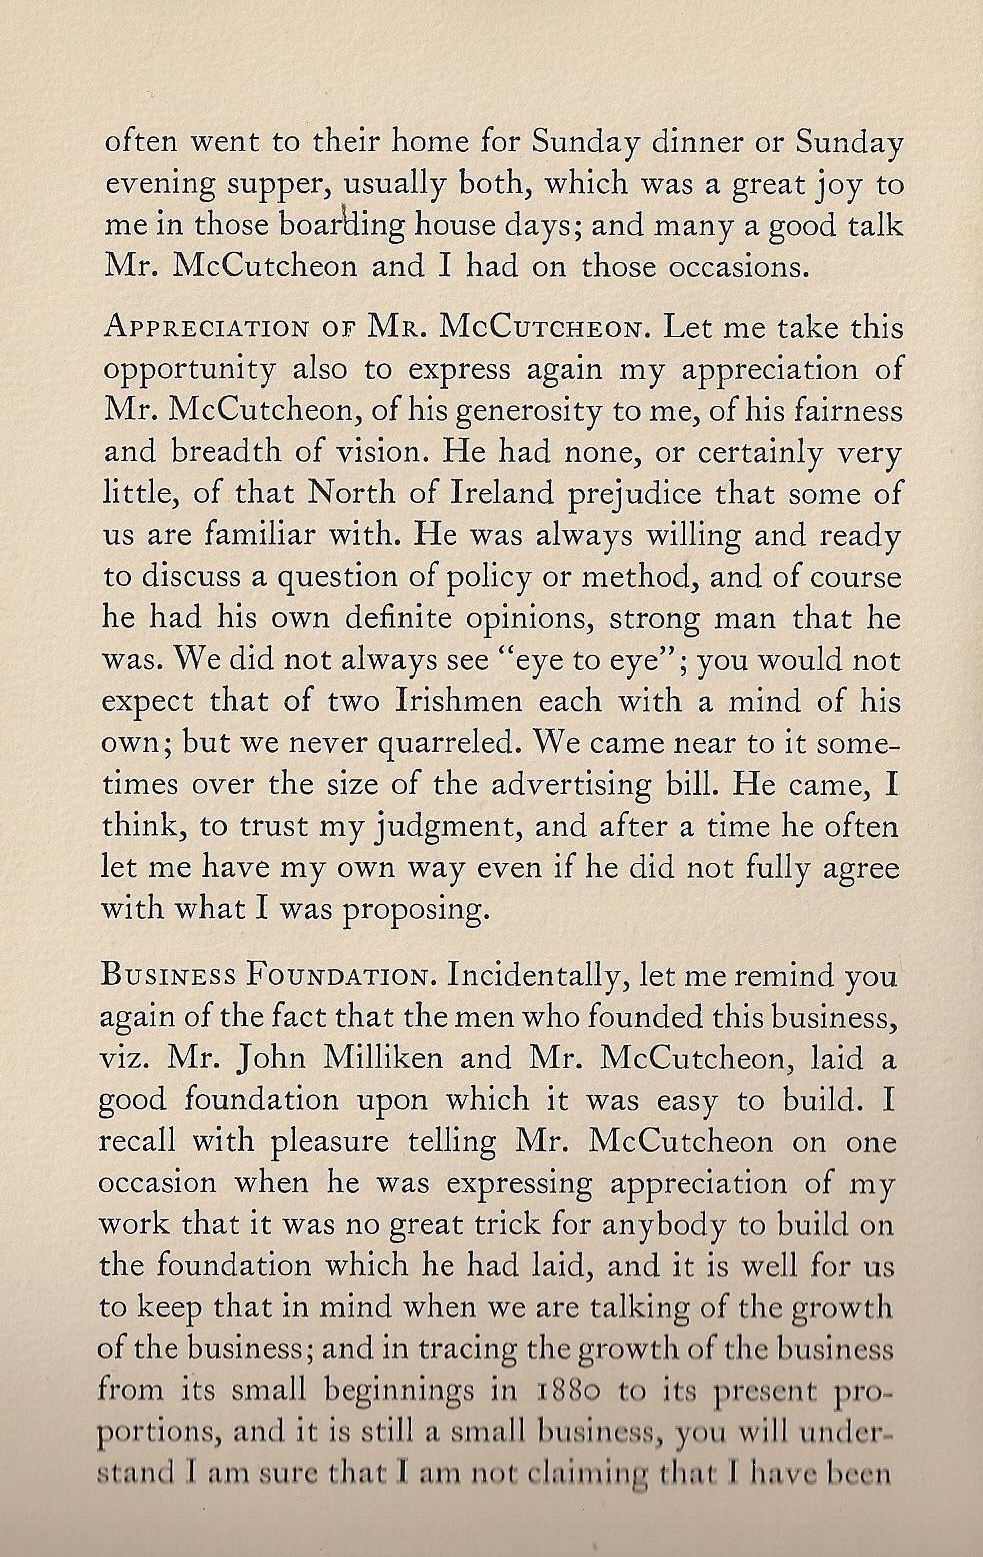 often went to their home for Sunday dinner or Sunday
evening supper, usually both, which was a great joy to
me in those boarding house days; and many a good talk
Mr. McCutcheon and I had on those occasions.
Appreciation of Mr. McCutcheon. Let me take this
opportunity also to express again my appreciation of
Mr. McCutcheon, of his generosity to me, of his fairness
and breadth of vision. He had none, or certainly very
little, of that North of Ireland prejudice that some of
us are familiar with. He was always willing and ready
to discuss a question of policy or method, and of course
he had his own definite opinions, strong man that he
was. We did not always see “eye to eye”; you would not
expect that of two Irishmen each with a mind of his
own; but we never quarreled. We came near to it some-
times over the size of the advertising bill. He came, I
think, to trust my judgment, and after a time he often
let me have my own way even if he did not fully agree
with what I was proposing.
Business Foundation. Incidentally, let me remind you
again of the fact that the men who founded this business,
viz. Mr. John Milliken and Mr. McCutcheon, laid a
good foundation upon which it was easy to build. I
recall with pleasure telling Mr. McCutcheon on one
occasion when he was expressing appreciation of my
work that it was no great trick for anybody to build on
the foundation which he had laid, and it is well for us
to keep that in mind when we are talking of the growth
of the business; and in tracing the growth of the business
from its small beginnings in 1880 to its present pro-
portions, and it is still a small business, you will under-
stand I am sure that I am not claiming that I have been